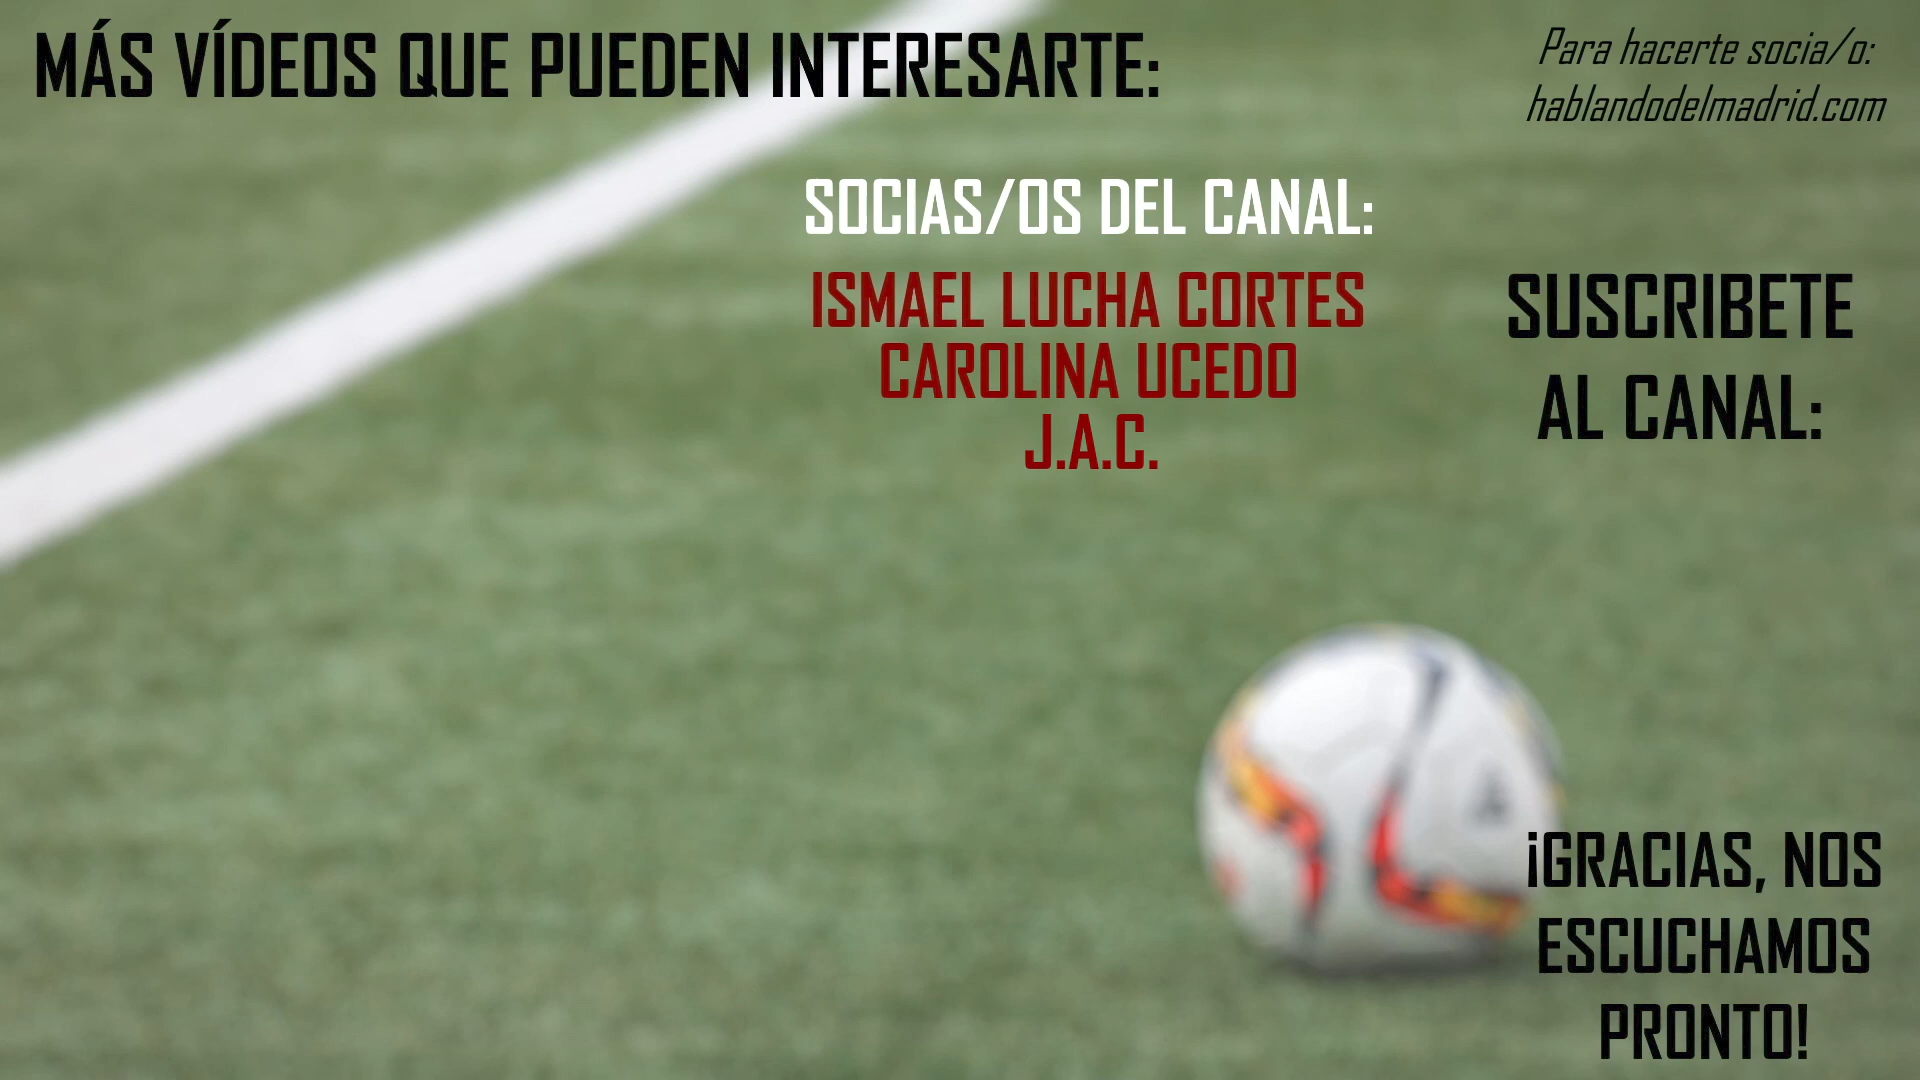 MÁS VÍDEOS QUE PUEDEN INTERESARTE:
Para hacerte socia/o:
hablandodelmadrid.com
SOCIAS/OS DEL CANAL:
ISMAEL LUCHA CORTES
CAROLINA UCEDO
J.A.C.
SUSCRIBETE
AL CANAL:
¡GRACIAS, NOS
ESCUCHAMOS
PRONTO!